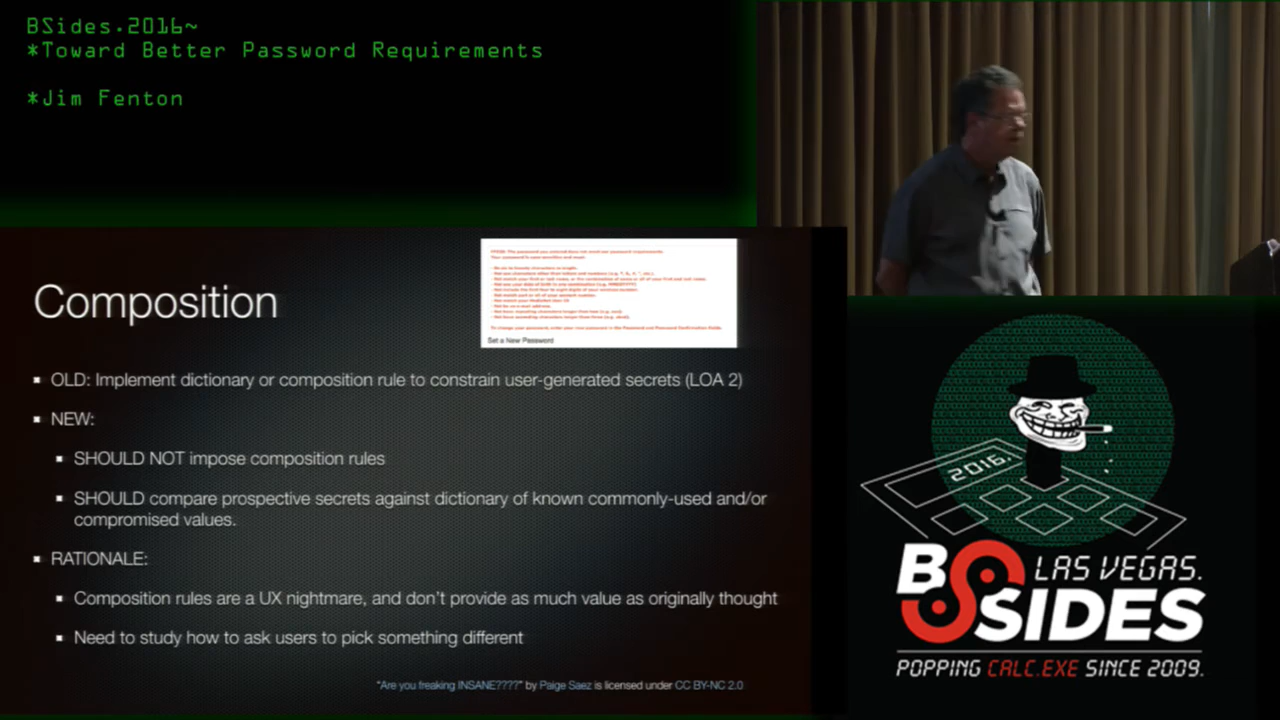 BSides.2016~
*Toward Better Password Requirements
*Jim Fenton
Composition
Set a New Password
OLD: Implement dictionary or composition rule to constrain user-generated secrets (LOA 2)
NEW:
SHOULD NOT impose composition rules
SHOULD compare prospective secrets against dictionary of known commonly-used and/or
compromised values.
RATIONALE:
Composition rules are a UX nightmare, and don't provide as much value as originally thought
Need to study how to ask users to pick something different
"Are you freaking INSANE????" by Paige Saez is licensed under CC BY-NC 2.0
2016.
BSIDES
LAS VEGAS.
POPPING CALC.EXE SINCE 2009.